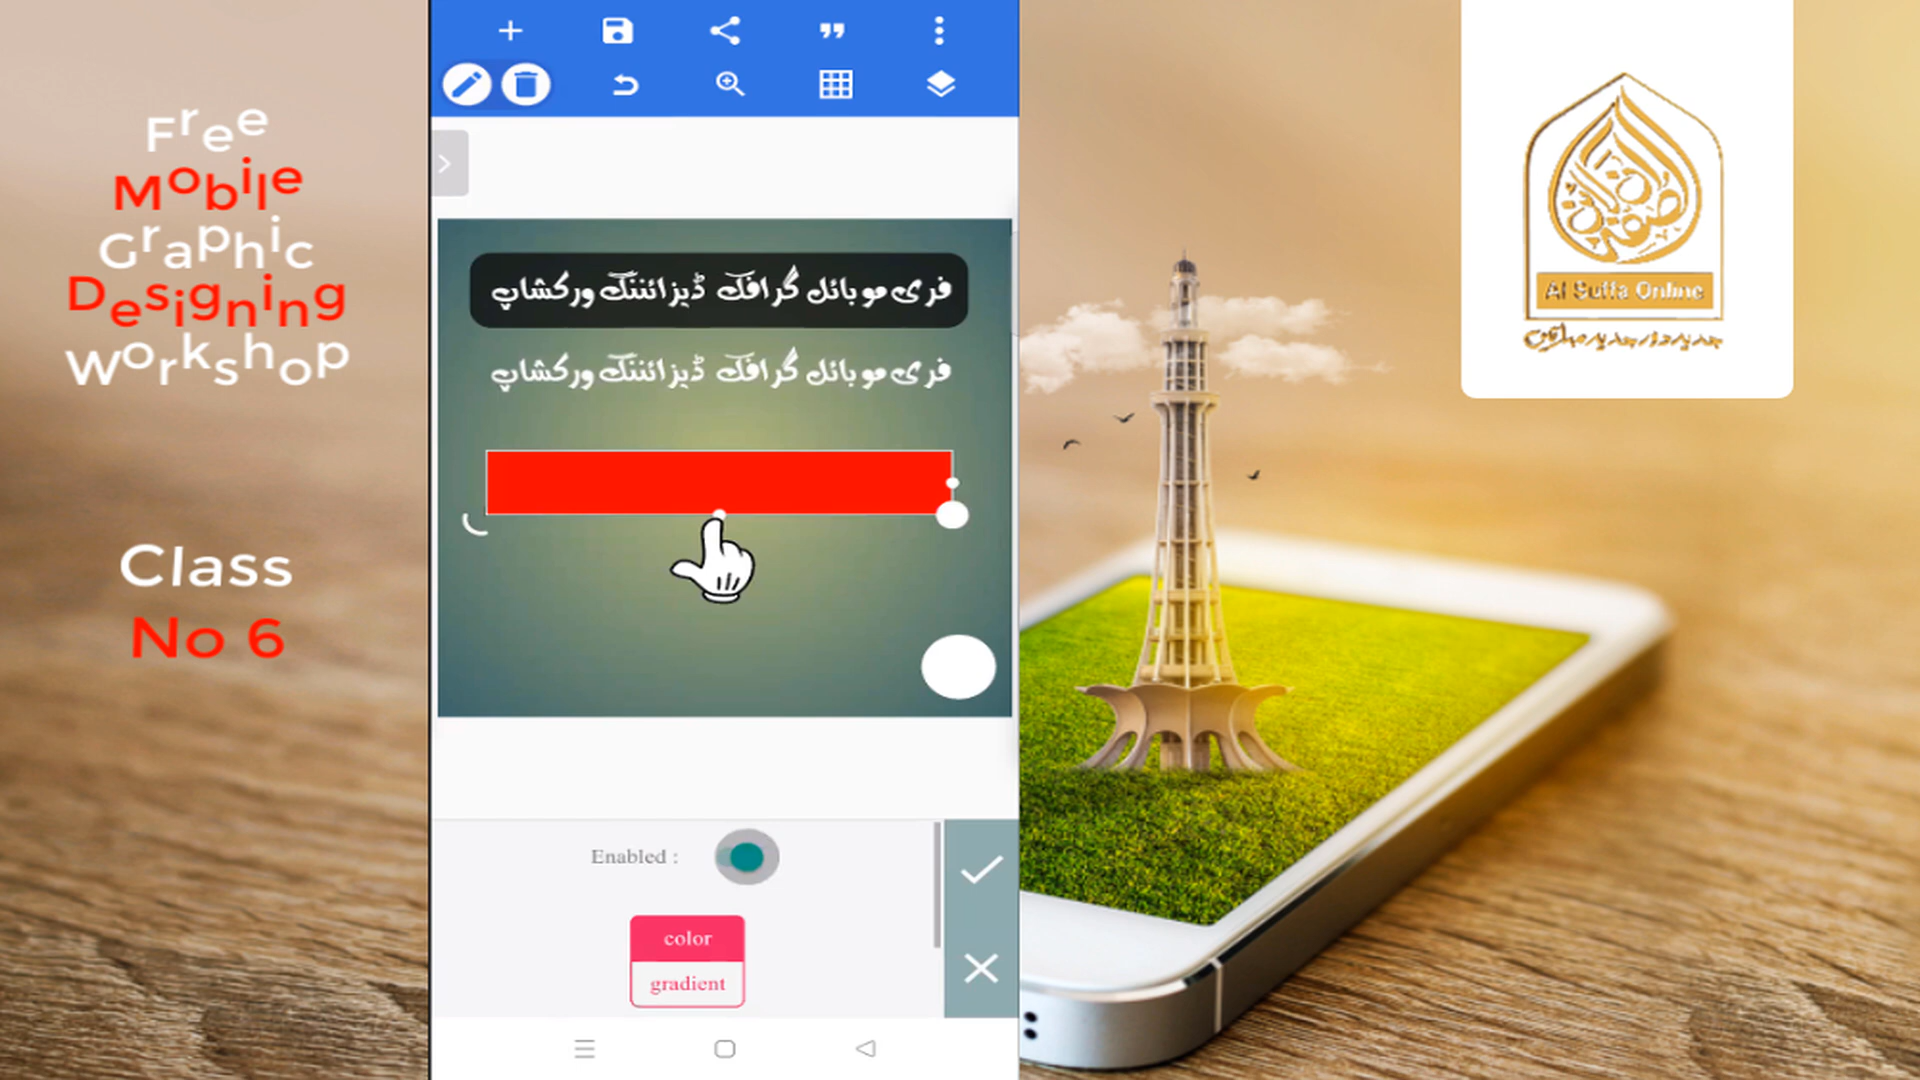 Free
Mobile
Graphic
Designing
Workshop
Class
No 6
فری موبائل گرافک ڈیزائننگ ورکشاپ
فری موبائل گرافک ڈیزائننگ ورکشاپ
Enabled :
color
gradient
Al Suffa Online